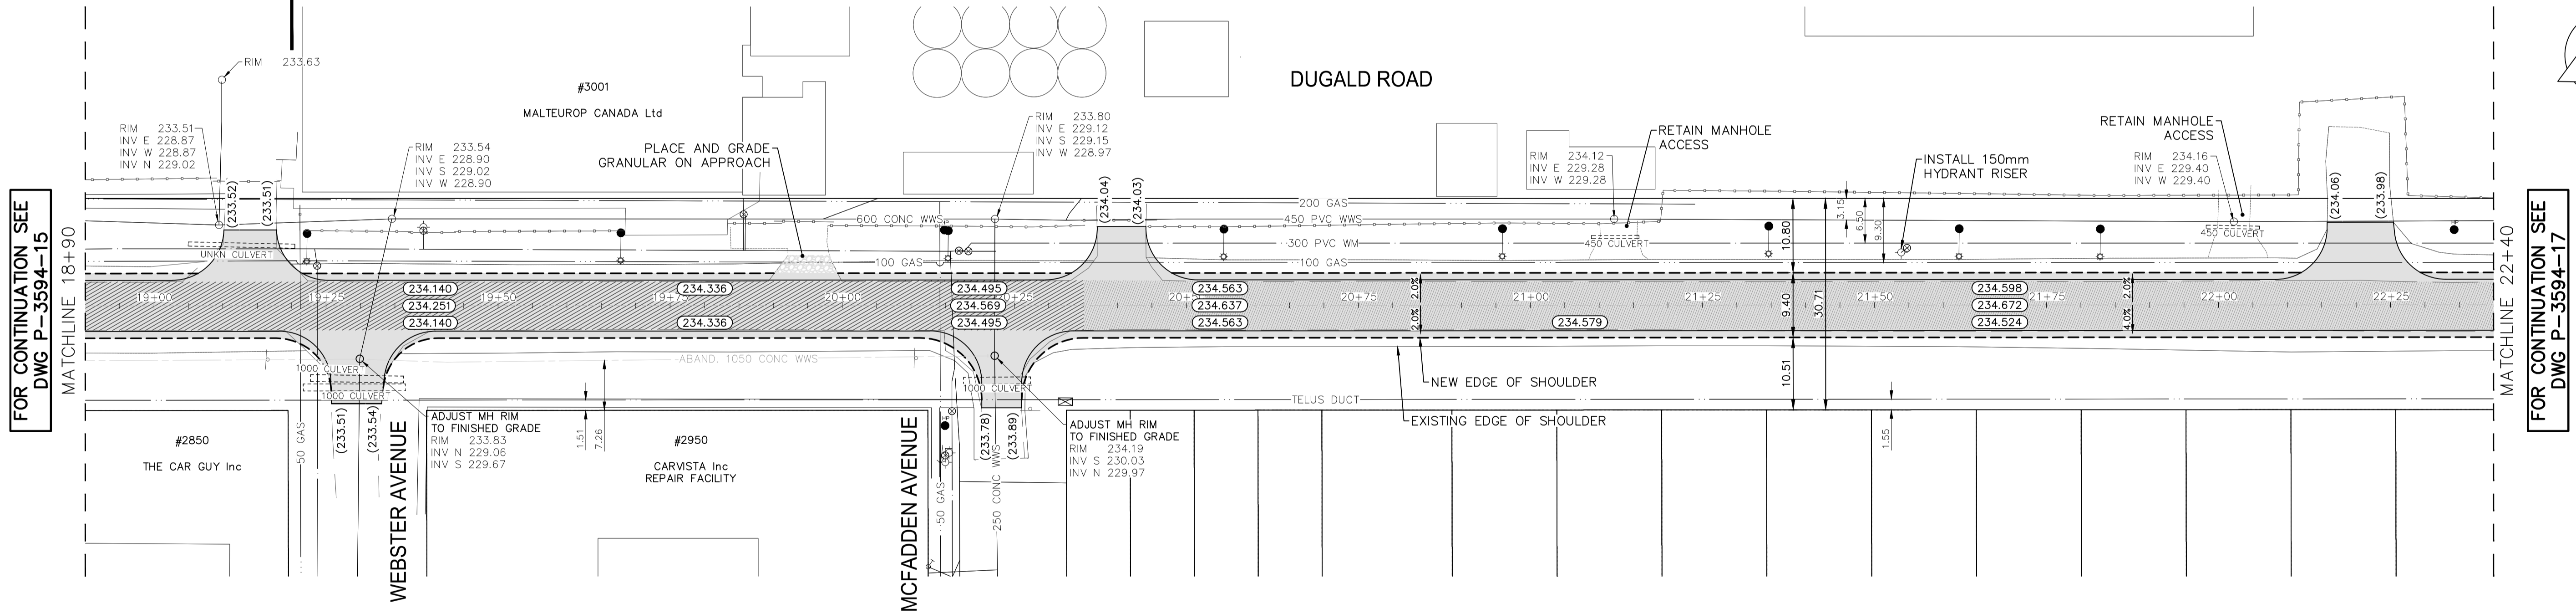 FOR CONTINUATION SEE
DWG P-3594-15
MATCHLINE 18+90
RIM 233.63
RIM 233.51
INV E 228.87
INV W 228.87
INV N 229.02
(233.52)
(233.51)
UNKN CULVERT
#3001
MALTEUROP CANADA Ltd
RIM 233.54
INV E 228.90
INV S 229.02
INV W 228.90
PLACE AND GRADE
GRANULAR ON APPROACH
600 CONC WWS
100 GAS
RIM 233.80
INV E 229.12
INV S 229.15
INV W 228.97
(234.04)
(234.03)
DUGALD ROAD
200 GAS
450 PVC WWS
300 PVC WM
100 GAS
RIM 234.12
INV E 229.28
INV W 229.28
RETAIN MANHOLE
ACCESS
450 CULVERT
10.80
9.40
10.51
30.71
3.15
6.50
9.30
INSTALL 150mm
HYDRANT RISER
RETAIN MANHOLE
ACCESS
RIM 234.16
INV E 229.40
INV W 229.40
450 CULVERT
(234.06)
(233.98)
19+00
19+25
19+50
19+75
20+00
0+25
20+50
20+75
21+00
21+25
21+50
21+75
22+00
22+25
234.140
234.251
234.140
234.336
234.336
234.495
234.569
234.495
234.563
234.637
234.563
2.0%
2.0%
234.579
234.598
234.672
234.524
2.0%
4.0%
1000 CULVERT
1000 CULVERT
(233.51)
(233.54)
ABAND. 1050 CONC WWS
1000 CULVERT
(233.78)
(233.89)
NEW EDGE OF SHOULDER
TELUS DUCT
EXISTING EDGE OF SHOULDER
1.55
1.51
7.26
#2850
THE CAR GUY Inc
50 GAS
WEBSTER AVENUE
ADJUST MH RIM
TO FINISHED GRADE
RIM 233.83
INV N 229.06
INV S 229.67
#2950
CARVISTA Inc
REPAIR FACILITY
MCFADDEN AVENUE
50 GAS
250 CONC WWS
ADJUST MH RIM
TO FINISHED GRADE
RIM 234.19
INV S 230.03
INV N 229.97
MATCHLINE 22+40
FOR CONTINUATION SEE
DWG P-3594-17